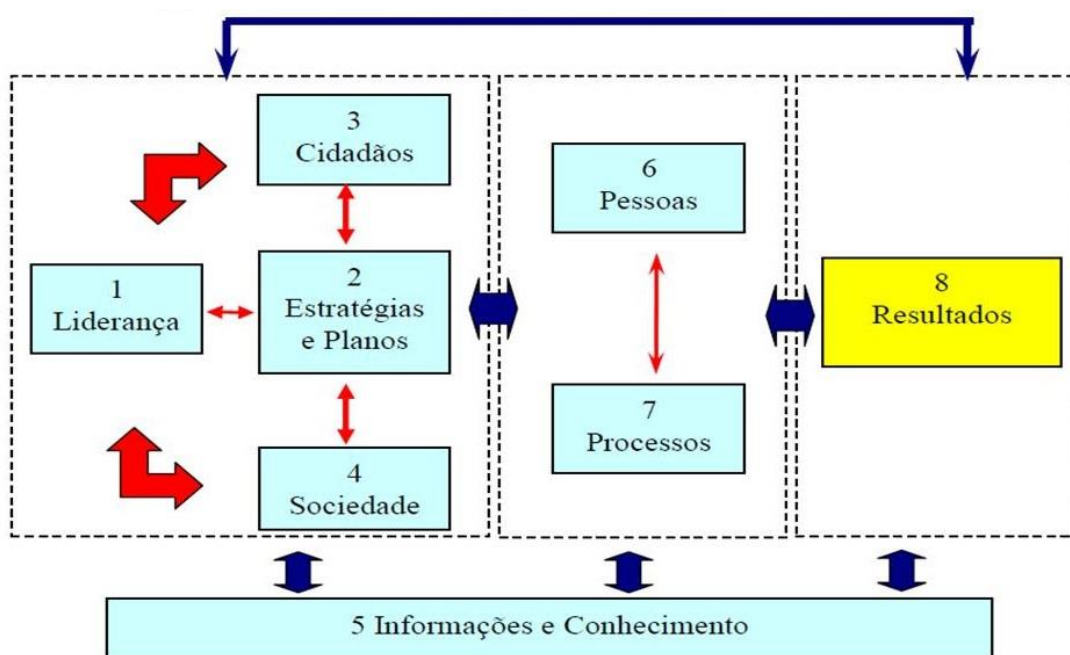 3
Cidadãos
6
Pessoas
1
Liderança
2
Estratégias
e Planos
8
Resultados
7
Processos
4
Sociedade
5 Informações e Conhecimento